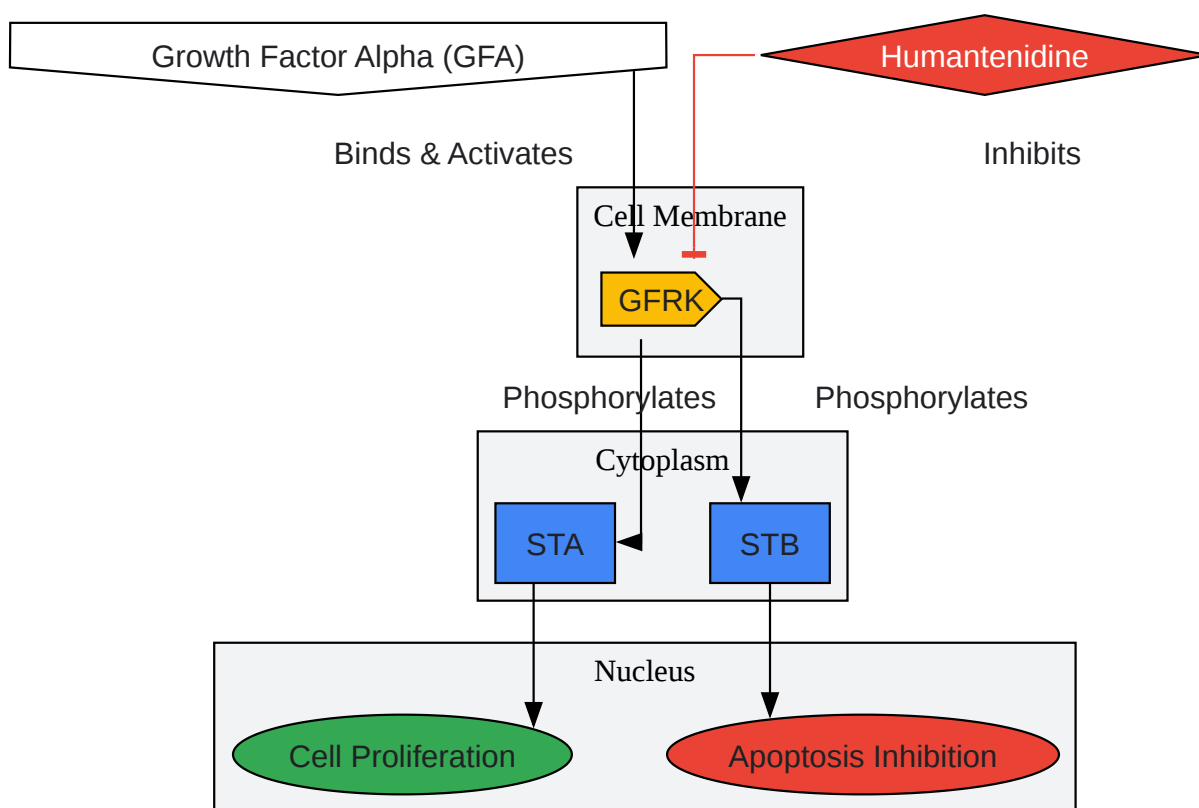 Growth Factor Alpha (GFA)
Humantenidine
Binds & Activates
Inhibits
Cell Membrane
GFRK
Phosphorylates
Phosphorylates
Cytoplasm
STA
STB
Nucleus
Cell Proliferation
Apoptosis Inhibition